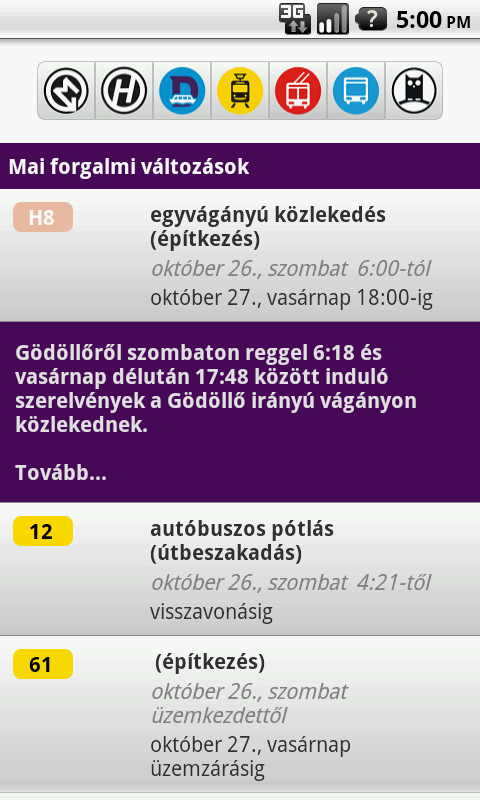 3G
?
5:00 PM
H
D
Mai forgalmi változások
H8
egyvágányú közlekedés
(építkezés)
október 26., szombat 6:00-tól
október 27., vasárnap 18:00-ig
Gödöllőről szombaton reggel 6:18 és
vasárnap délután 17:48 között induló
szerelvények a Gödöllő irányú vágányon
közlekednek.
Tovább...
12
autóbuszos pótlás
(útbeszakadás)
október 26., szombat 4:21-től
visszavonásig
61
(építkezés)
október 26., szombat
üzemkezdettől
október 27., vasárnap
üzemzárásig